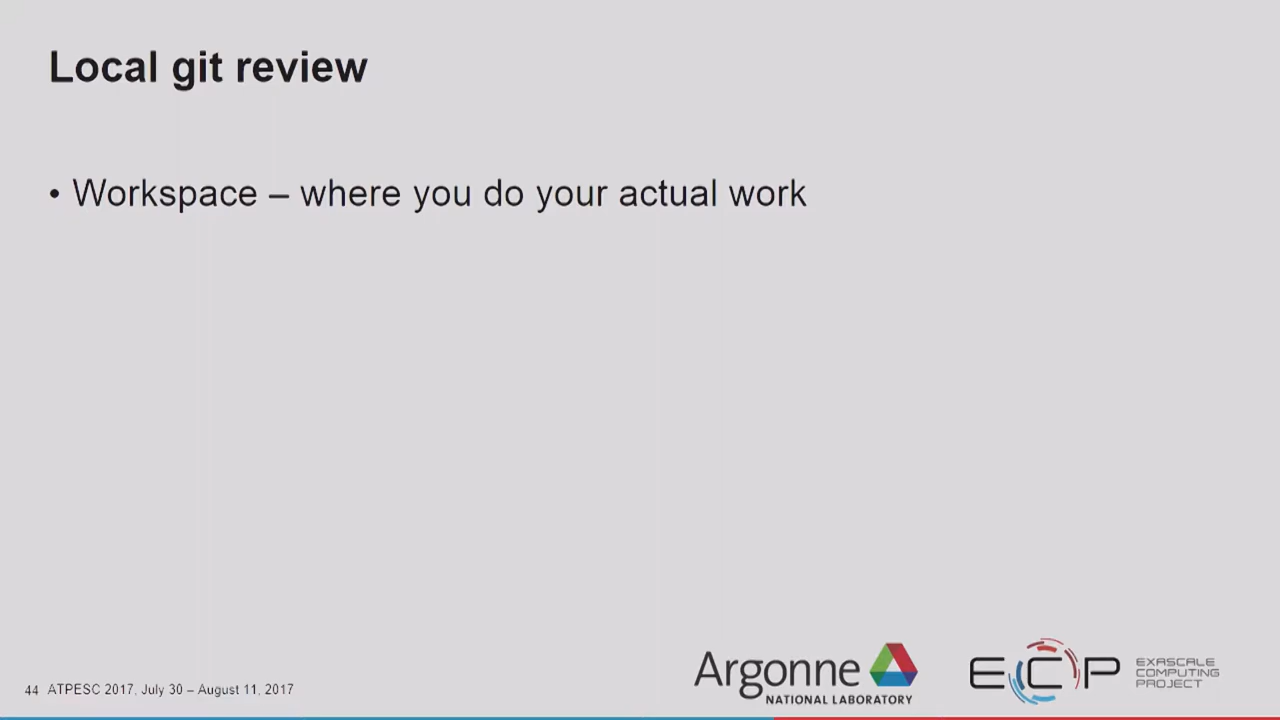 Local git review
• Workspace – where you do your actual work
44 ATPESC 2017, July 30 – August 11, 2017
Argonne
NATIONAL LABORATORY
ECP
EXASCALE
COMPUTING
PROJECT